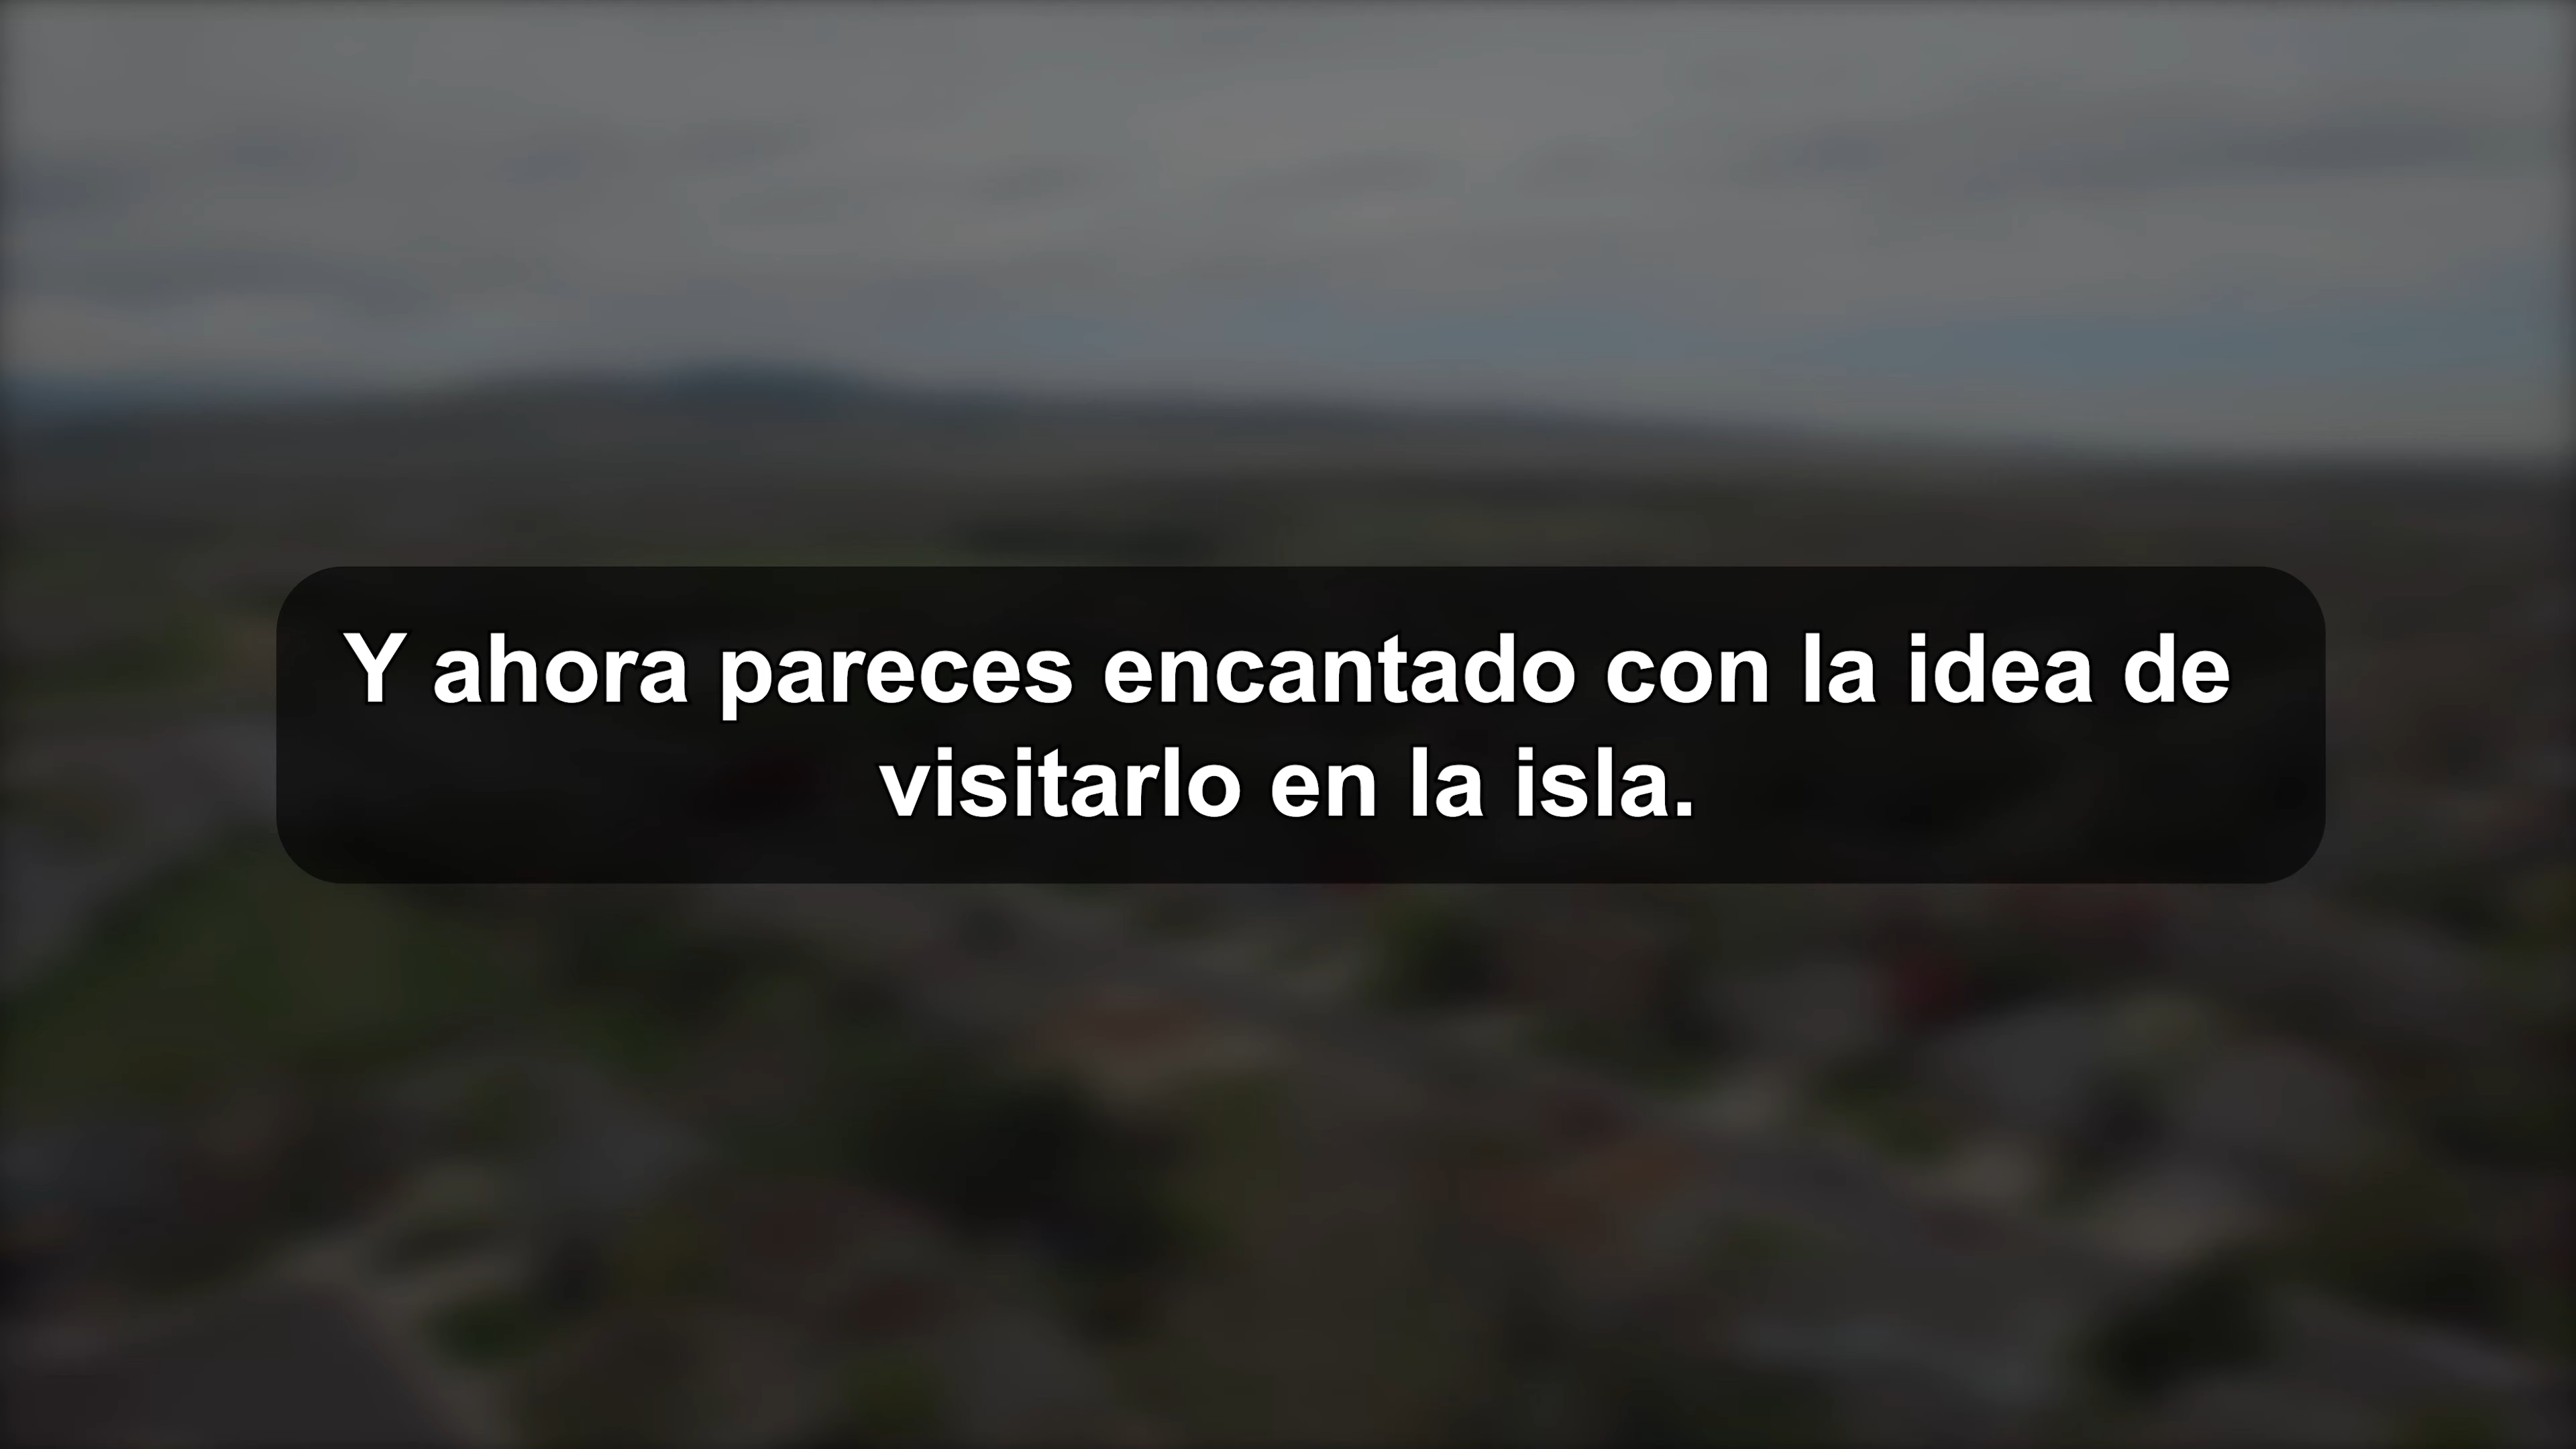 Y ahora pareces encantado con la idea de
visitarlo en la isla.